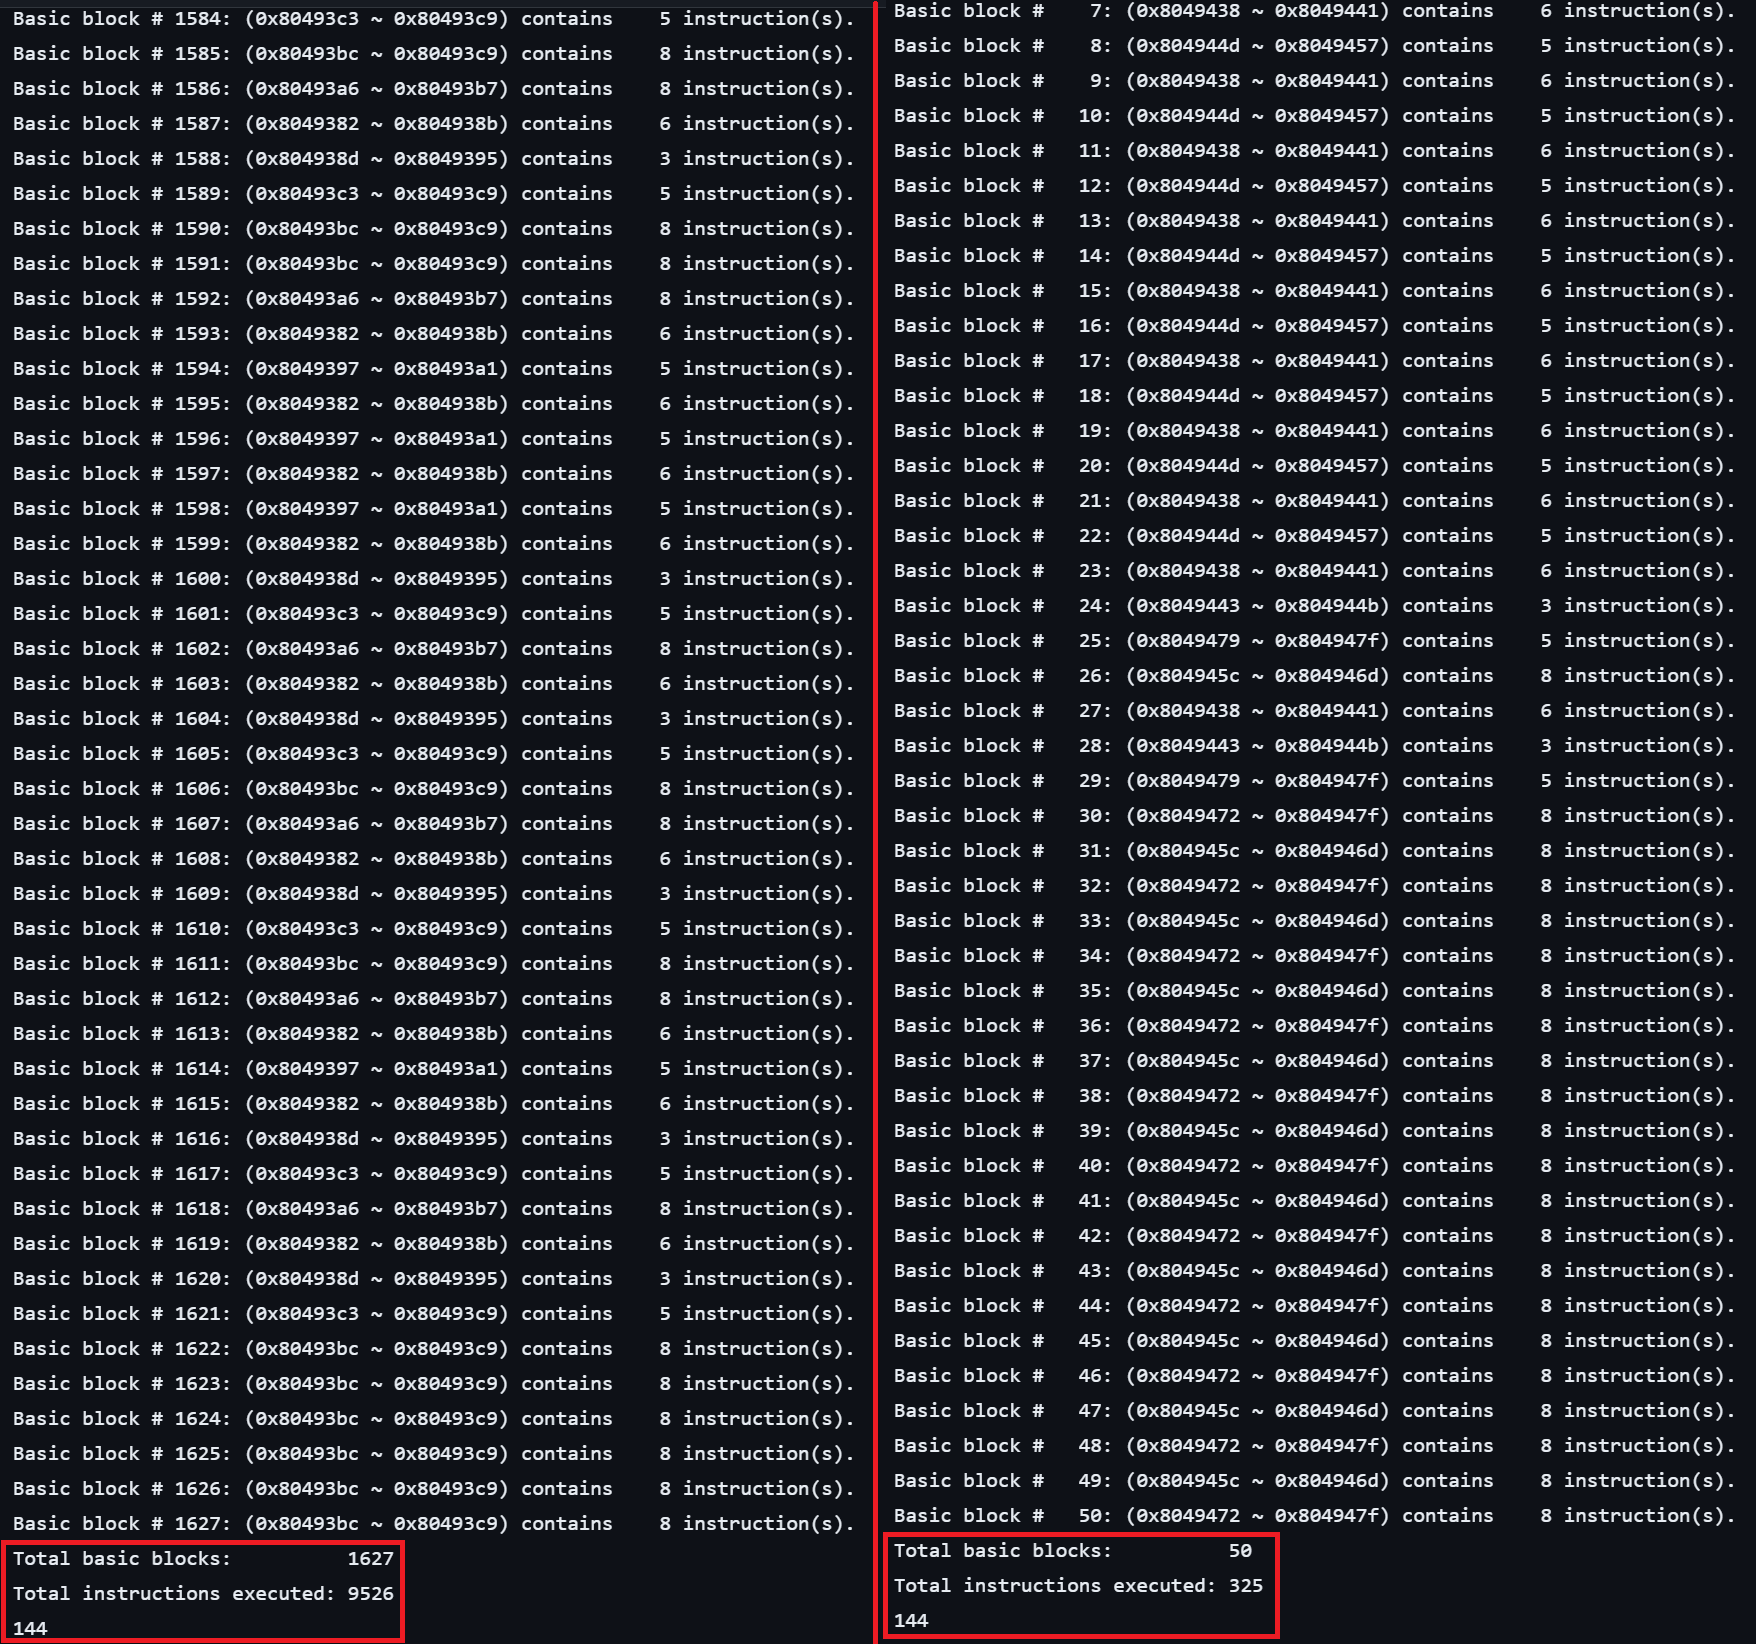 Basic block # 1584: (0x80493c3 ~ 0x80493c9) contains    5 instruction(s).
Basic block # 1585: (0x80493bc ~ 0x80493c9) contains    8 instruction(s).
Basic block # 1586: (0x80493a6 ~ 0x80493b7) contains    8 instruction(s).
Basic block # 1587: (0x8049382 ~ 0x804938b) contains    6 instruction(s).
Basic block # 1588: (0x804938d ~ 0x8049395) contains    3 instruction(s).
Basic block # 1589: (0x80493c3 ~ 0x80493c9) contains    5 instruction(s).
Basic block # 1590: (0x80493bc ~ 0x80493c9) contains    8 instruction(s).
Basic block # 1591: (0x80493bc ~ 0x80493c9) contains    8 instruction(s).
Basic block # 1592: (0x80493a6 ~ 0x80493b7) contains    8 instruction(s).
Basic block # 1593: (0x8049382 ~ 0x804938b) contains    6 instruction(s).
Basic block # 1594: (0x8049397 ~ 0x80493a1) contains    5 instruction(s).
Basic block # 1595: (0x8049382 ~ 0x804938b) contains    6 instruction(s).
Basic block # 1596: (0x8049397 ~ 0x80493a1) contains    5 instruction(s).
Basic block # 1597: (0x8049382 ~ 0x804938b) contains    6 instruction(s).
Basic block # 1598: (0x8049397 ~ 0x80493a1) contains    5 instruction(s).
Basic block # 1599: (0x8049382 ~ 0x804938b) contains    6 instruction(s).
Basic block # 1600: (0x804938d ~ 0x8049395) contains    3 instruction(s).
Basic block # 1601: (0x80493c3 ~ 0x80493c9) contains    5 instruction(s).
Basic block # 1602: (0x80493a6 ~ 0x80493b7) contains    8 instruction(s).
Basic block # 1603: (0x8049382 ~ 0x804938b) contains    6 instruction(s).
Basic block # 1604: (0x804938d ~ 0x8049395) contains    3 instruction(s).
Basic block # 1605: (0x80493c3 ~ 0x80493c9) contains    5 instruction(s).
Basic block # 1606: (0x80493bc ~ 0x80493c9) contains    8 instruction(s).
Basic block # 1607: (0x80493a6 ~ 0x80493b7) contains    8 instruction(s).
Basic block # 1608: (0x8049382 ~ 0x804938b) contains    6 instruction(s).
Basic block # 1609: (0x804938d ~ 0x8049395) contains    3 instruction(s).
Basic block # 1610: (0x80493c3 ~ 0x80493c9) contains    5 instruction(s).
Basic block # 1611: (0x80493bc ~ 0x80493c9) contains    8 instruction(s).
Basic block # 1612: (0x80493a6 ~ 0x80493b7) contains    8 instruction(s).
Basic block # 1613: (0x8049382 ~ 0x804938b) contains    6 instruction(s).
Basic block # 1614: (0x8049397 ~ 0x80493a1) contains    5 instruction(s).
Basic block # 1615: (0x8049382 ~ 0x804938b) contains    6 instruction(s).
Basic block # 1616: (0x804938d ~ 0x8049395) contains    3 instruction(s).
Basic block # 1617: (0x80493c3 ~ 0x80493c9) contains    5 instruction(s).
Basic block # 1618: (0x80493a6 ~ 0x80493b7) contains    8 instruction(s).
Basic block # 1619: (0x8049382 ~ 0x804938b) contains    6 instruction(s).
Basic block # 1620: (0x804938d ~ 0x8049395) contains    3 instruction(s).
Basic block # 1621: (0x80493c3 ~ 0x80493c9) contains    5 instruction(s).
Basic block # 1622: (0x80493bc ~ 0x80493c9) contains    8 instruction(s).
Basic block # 1623: (0x80493bc ~ 0x80493c9) contains    8 instruction(s).
Basic block # 1624: (0x80493bc ~ 0x80493c9) contains    8 instruction(s).
Basic block # 1625: (0x80493bc ~ 0x80493c9) contains    8 instruction(s).
Basic block # 1626: (0x80493bc ~ 0x80493c9) contains    8 instruction(s).
Basic block # 1627: (0x80493bc ~ 0x80493c9) contains    8 instruction(s).
Total basic blocks:          1627
Total instructions executed: 9526
144
Basic block #    7: (0x8049438 ~ 0x8049441) contains    6 instruction(s).
Basic block #    8: (0x804944d ~ 0x8049457) contains    5 instruction(s).
Basic block #    9: (0x8049438 ~ 0x8049441) contains    6 instruction(s).
Basic block #   10: (0x804944d ~ 0x8049457) contains    5 instruction(s).
Basic block #   11: (0x8049438 ~ 0x8049441) contains    6 instruction(s).
Basic block #   12: (0x804944d ~ 0x8049457) contains    5 instruction(s).
Basic block #   13: (0x8049438 ~ 0x8049441) contains    6 instruction(s).
Basic block #   14: (0x804944d ~ 0x8049457) contains    5 instruction(s).
Basic block #   15: (0x8049438 ~ 0x8049441) contains    6 instruction(s).
Basic block #   16: (0x804944d ~ 0x8049457) contains    5 instruction(s).
Basic block #   17: (0x8049438 ~ 0x8049441) contains    6 instruction(s).
Basic block #   18: (0x804944d ~ 0x8049457) contains    5 instruction(s).
Basic block #   19: (0x8049438 ~ 0x8049441) contains    6 instruction(s).
Basic block #   20: (0x804944d ~ 0x8049457) contains    5 instruction(s).
Basic block #   21: (0x8049438 ~ 0x8049441) contains    6 instruction(s).
Basic block #   22: (0x804944d ~ 0x8049457) contains    5 instruction(s).
Basic block #   23: (0x8049438 ~ 0x8049441) contains    6 instruction(s).
Basic block #   24: (0x8049443 ~ 0x804944b) contains    3 instruction(s).
Basic block #   25: (0x8049479 ~ 0x804947f) contains    5 instruction(s).
Basic block #   26: (0x804945c ~ 0x804946d) contains    8 instruction(s).
Basic block #   27: (0x8049438 ~ 0x8049441) contains    6 instruction(s).
Basic block #   28: (0x8049443 ~ 0x804944b) contains    3 instruction(s).
Basic block #   29: (0x8049479 ~ 0x804947f) contains    5 instruction(s).
Basic block #   30: (0x8049472 ~ 0x804947f) contains    8 instruction(s).
Basic block #   31: (0x804945c ~ 0x804946d) contains    8 instruction(s).
Basic block #   32: (0x8049472 ~ 0x804947f) contains    8 instruction(s).
Basic block #   33: (0x804945c ~ 0x804946d) contains    8 instruction(s).
Basic block #   34: (0x8049472 ~ 0x804947f) contains    8 instruction(s).
Basic block #   35: (0x804945c ~ 0x804946d) contains    8 instruction(s).
Basic block #   36: (0x8049472 ~ 0x804947f) contains    8 instruction(s).
Basic block #   37: (0x804945c ~ 0x804946d) contains    8 instruction(s).
Basic block #   38: (0x8049472 ~ 0x804947f) contains    8 instruction(s).
Basic block #   39: (0x804945c ~ 0x804946d) contains    8 instruction(s).
Basic block #   40: (0x8049472 ~ 0x804947f) contains    8 instruction(s).
Basic block #   41: (0x804945c ~ 0x804946d) contains    8 instruction(s).
Basic block #   42: (0x8049472 ~ 0x804947f) contains    8 instruction(s).
Basic block #   43: (0x804945c ~ 0x804946d) contains    8 instruction(s).
Basic block #   44: (0x8049472 ~ 0x804947f) contains    8 instruction(s).
Basic block #   45: (0x804945c ~ 0x804946d) contains    8 instruction(s).
Basic block #   46: (0x8049472 ~ 0x804947f) contains    8 instruction(s).
Basic block #   47: (0x804945c ~ 0x804946d) contains    8 instruction(s).
Basic block #   48: (0x8049472 ~ 0x804947f) contains    8 instruction(s).
Basic block #   49: (0x804945c ~ 0x804946d) contains    8 instruction(s).
Basic block #   50: (0x8049472 ~ 0x804947f) contains    8 instruction(s).
Total basic blocks:          50
Total instructions executed: 325
144